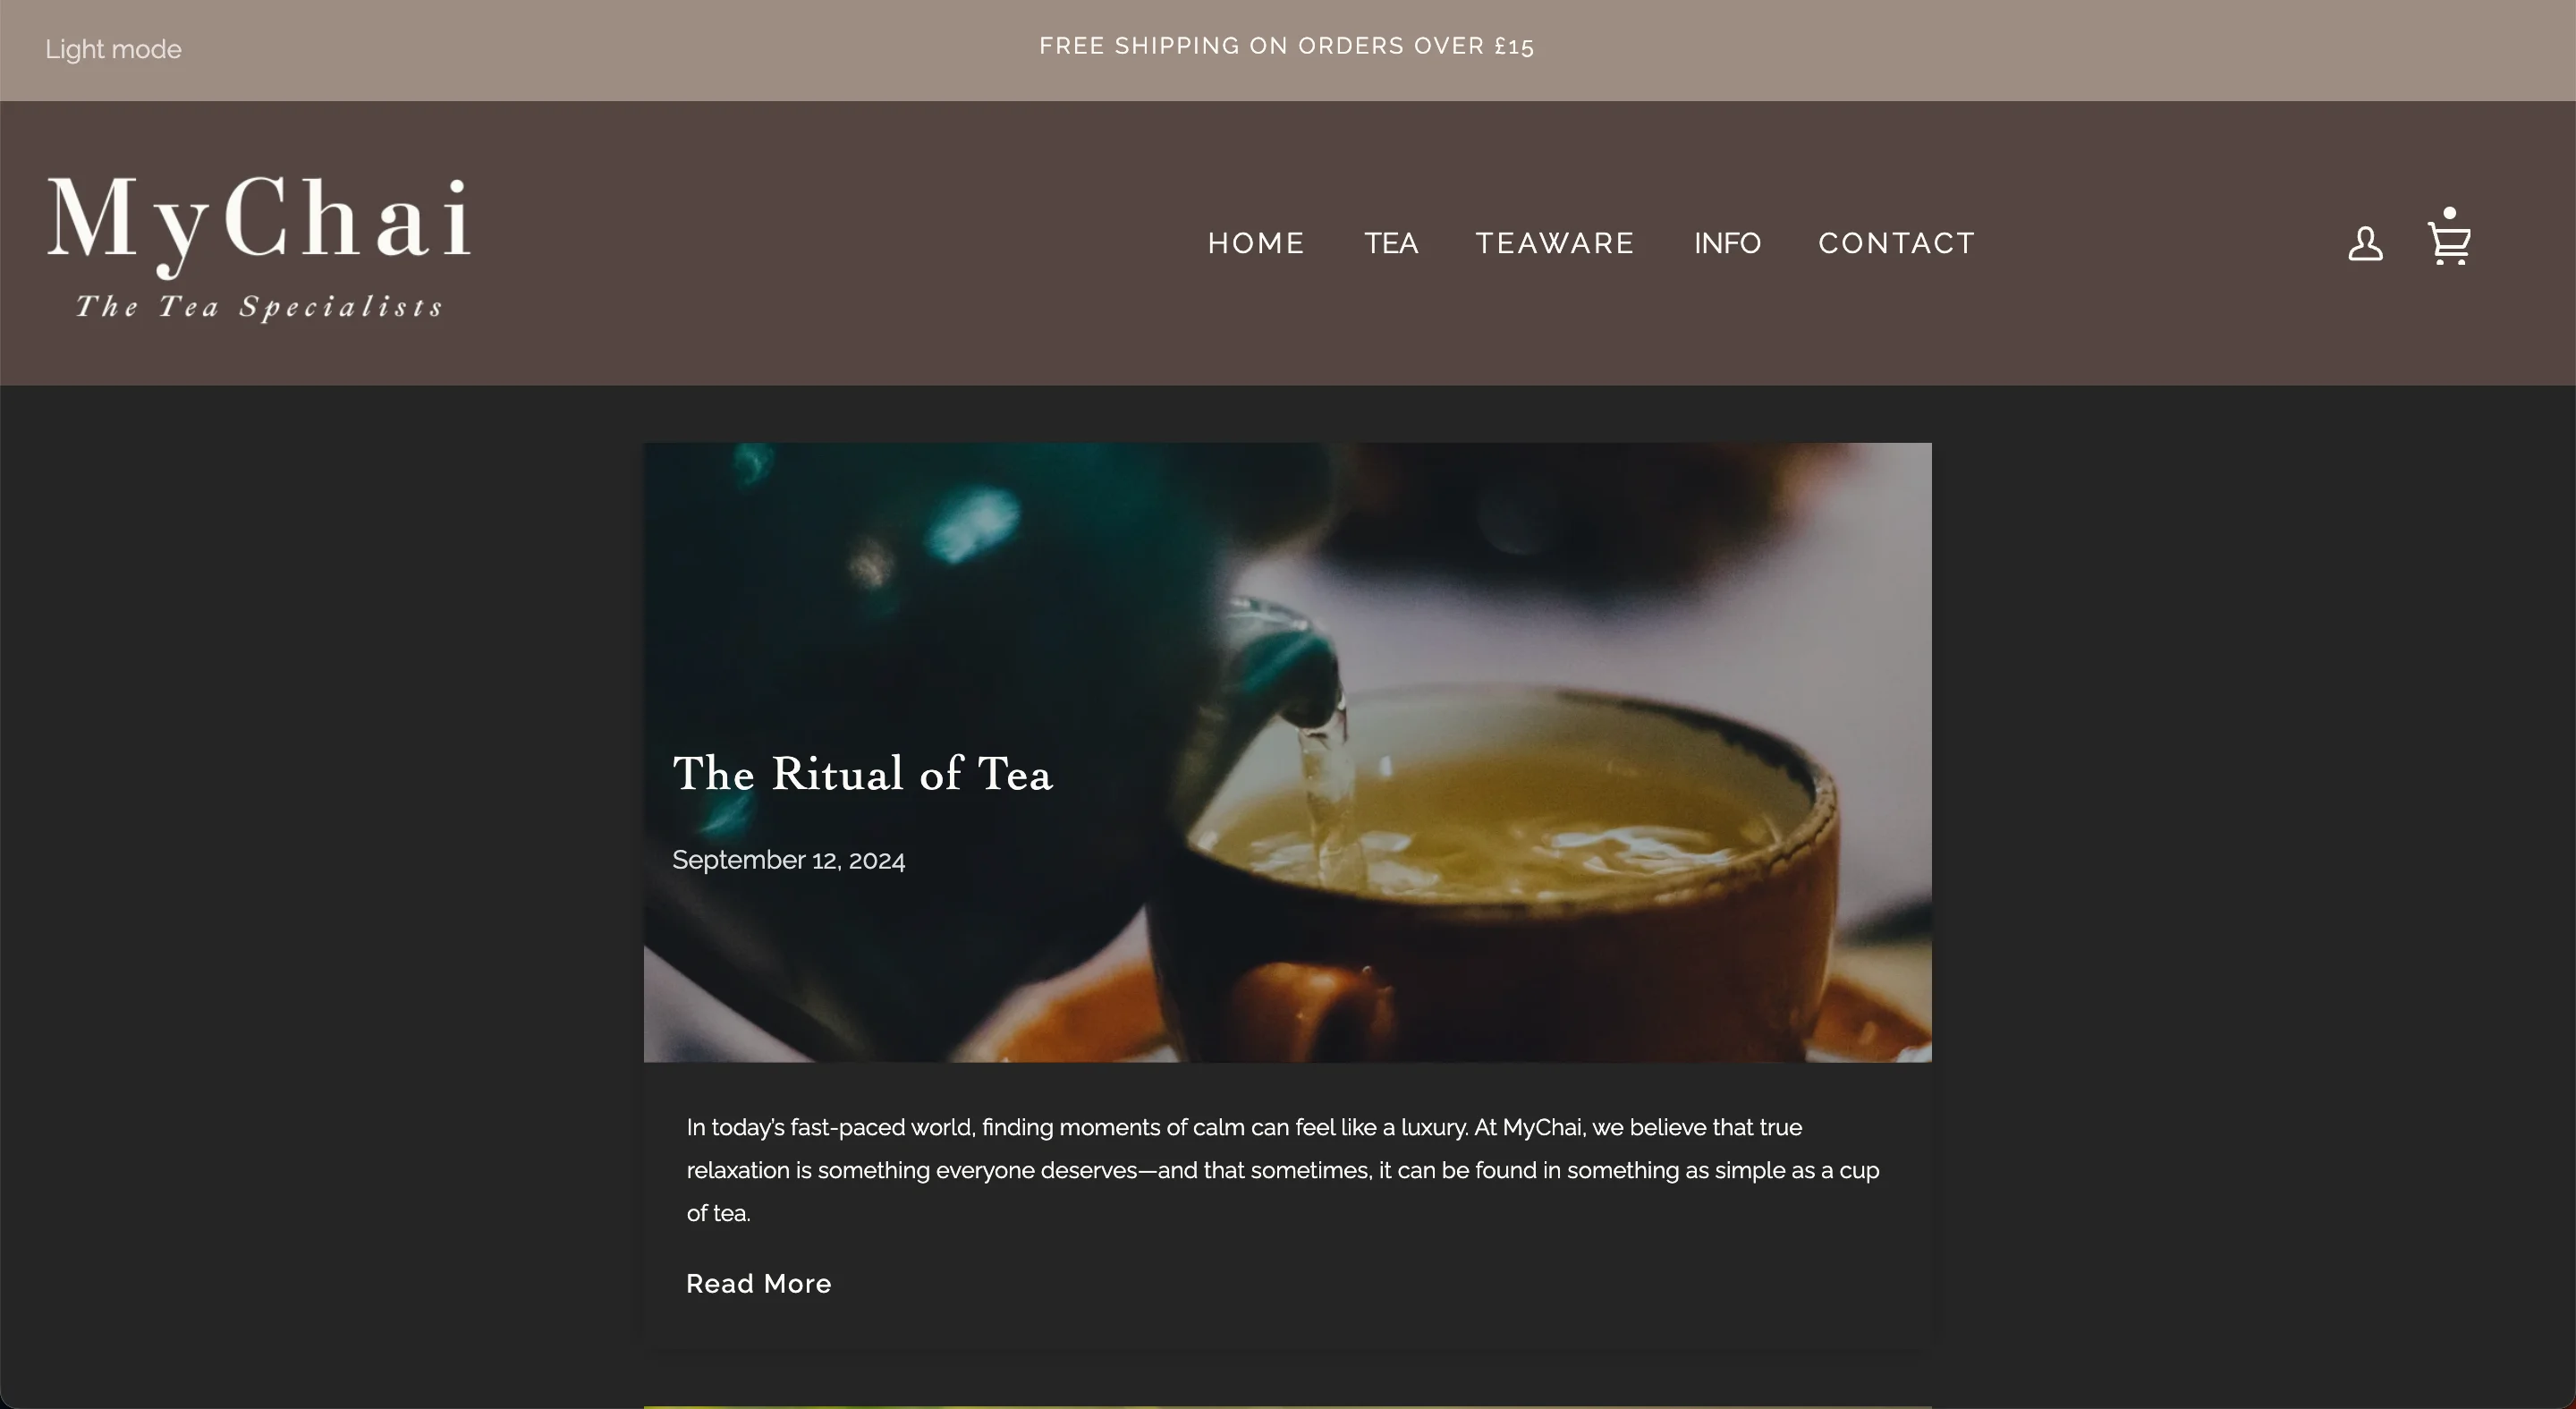 Light mode
FREE SHIPPING ON ORDERS OVER £15
MyChai
The Tea Specialists
HOME TEA TEAWARE INFO CONTACT
The Ritual of Tea
September 12, 2024
In today’s fast-paced world, finding moments of calm can feel like a luxury. At MyChai, we believe that true
relaxation is something everyone deserves—and that sometimes, it can be found in something as simple as a cup
of tea.
Read More